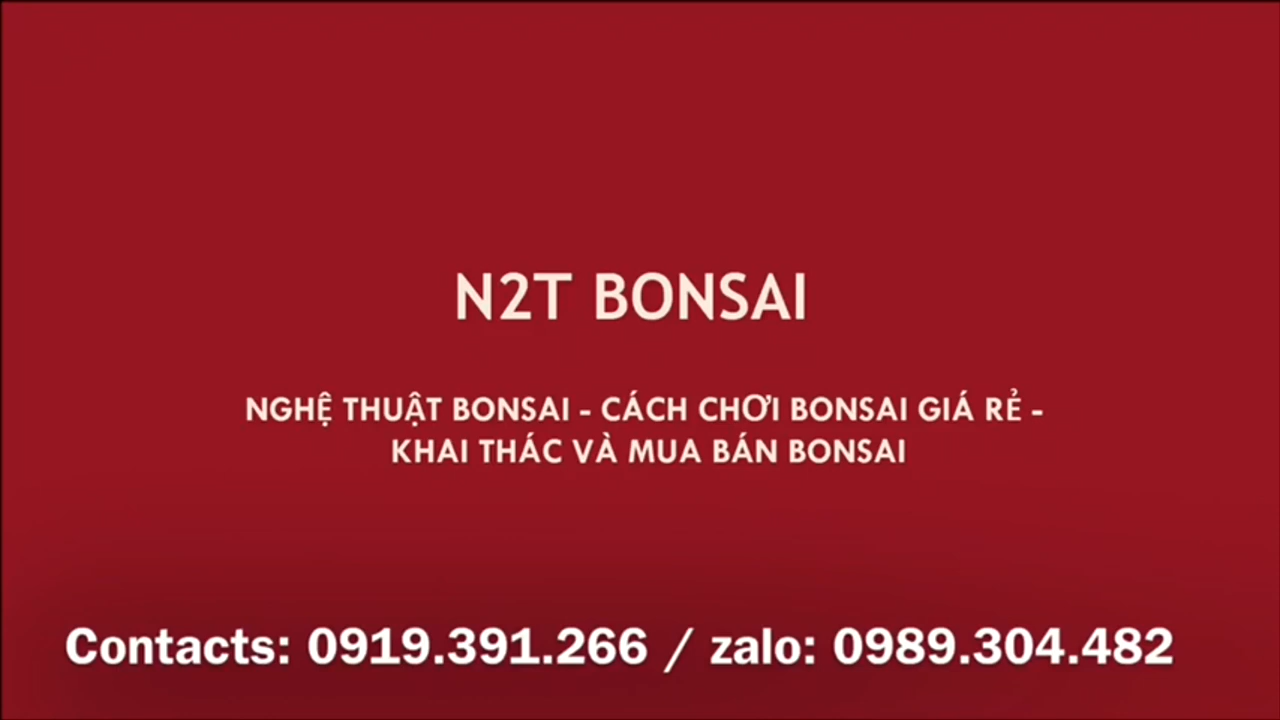 N2T BONSAI
NGHỆ THUẬT BONSAI - CÁCH CHƠI BONSAI GIÁ RẺ -
KHAI THÁC VÀ MUA BÁN BONSAI
Contacts: 0919.391.266 / zalo: 0989.304.482